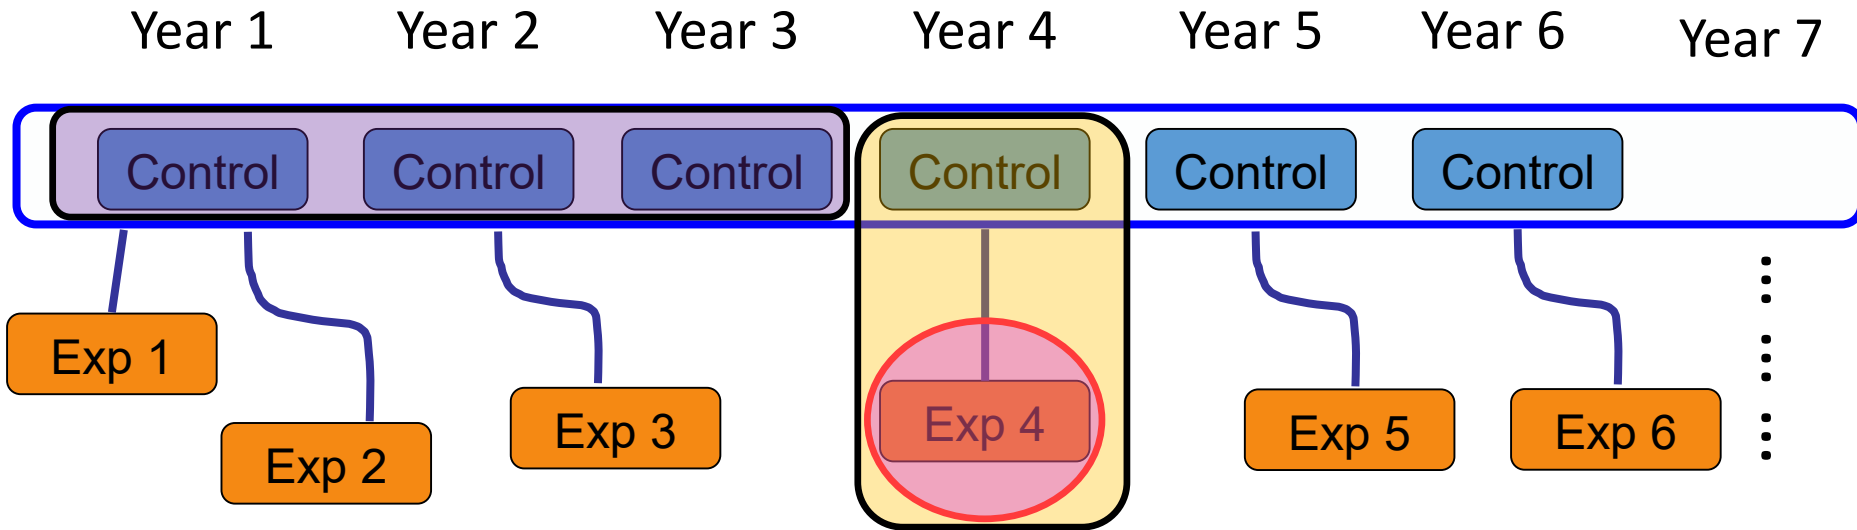 Year 1 Year 2 Year 3 Year 4 Year 5 Year 6 Year 7
Control Control Control Control Control Control
Exp 1
Exp 2
Exp 3
Exp 4
Exp 5
Exp 6